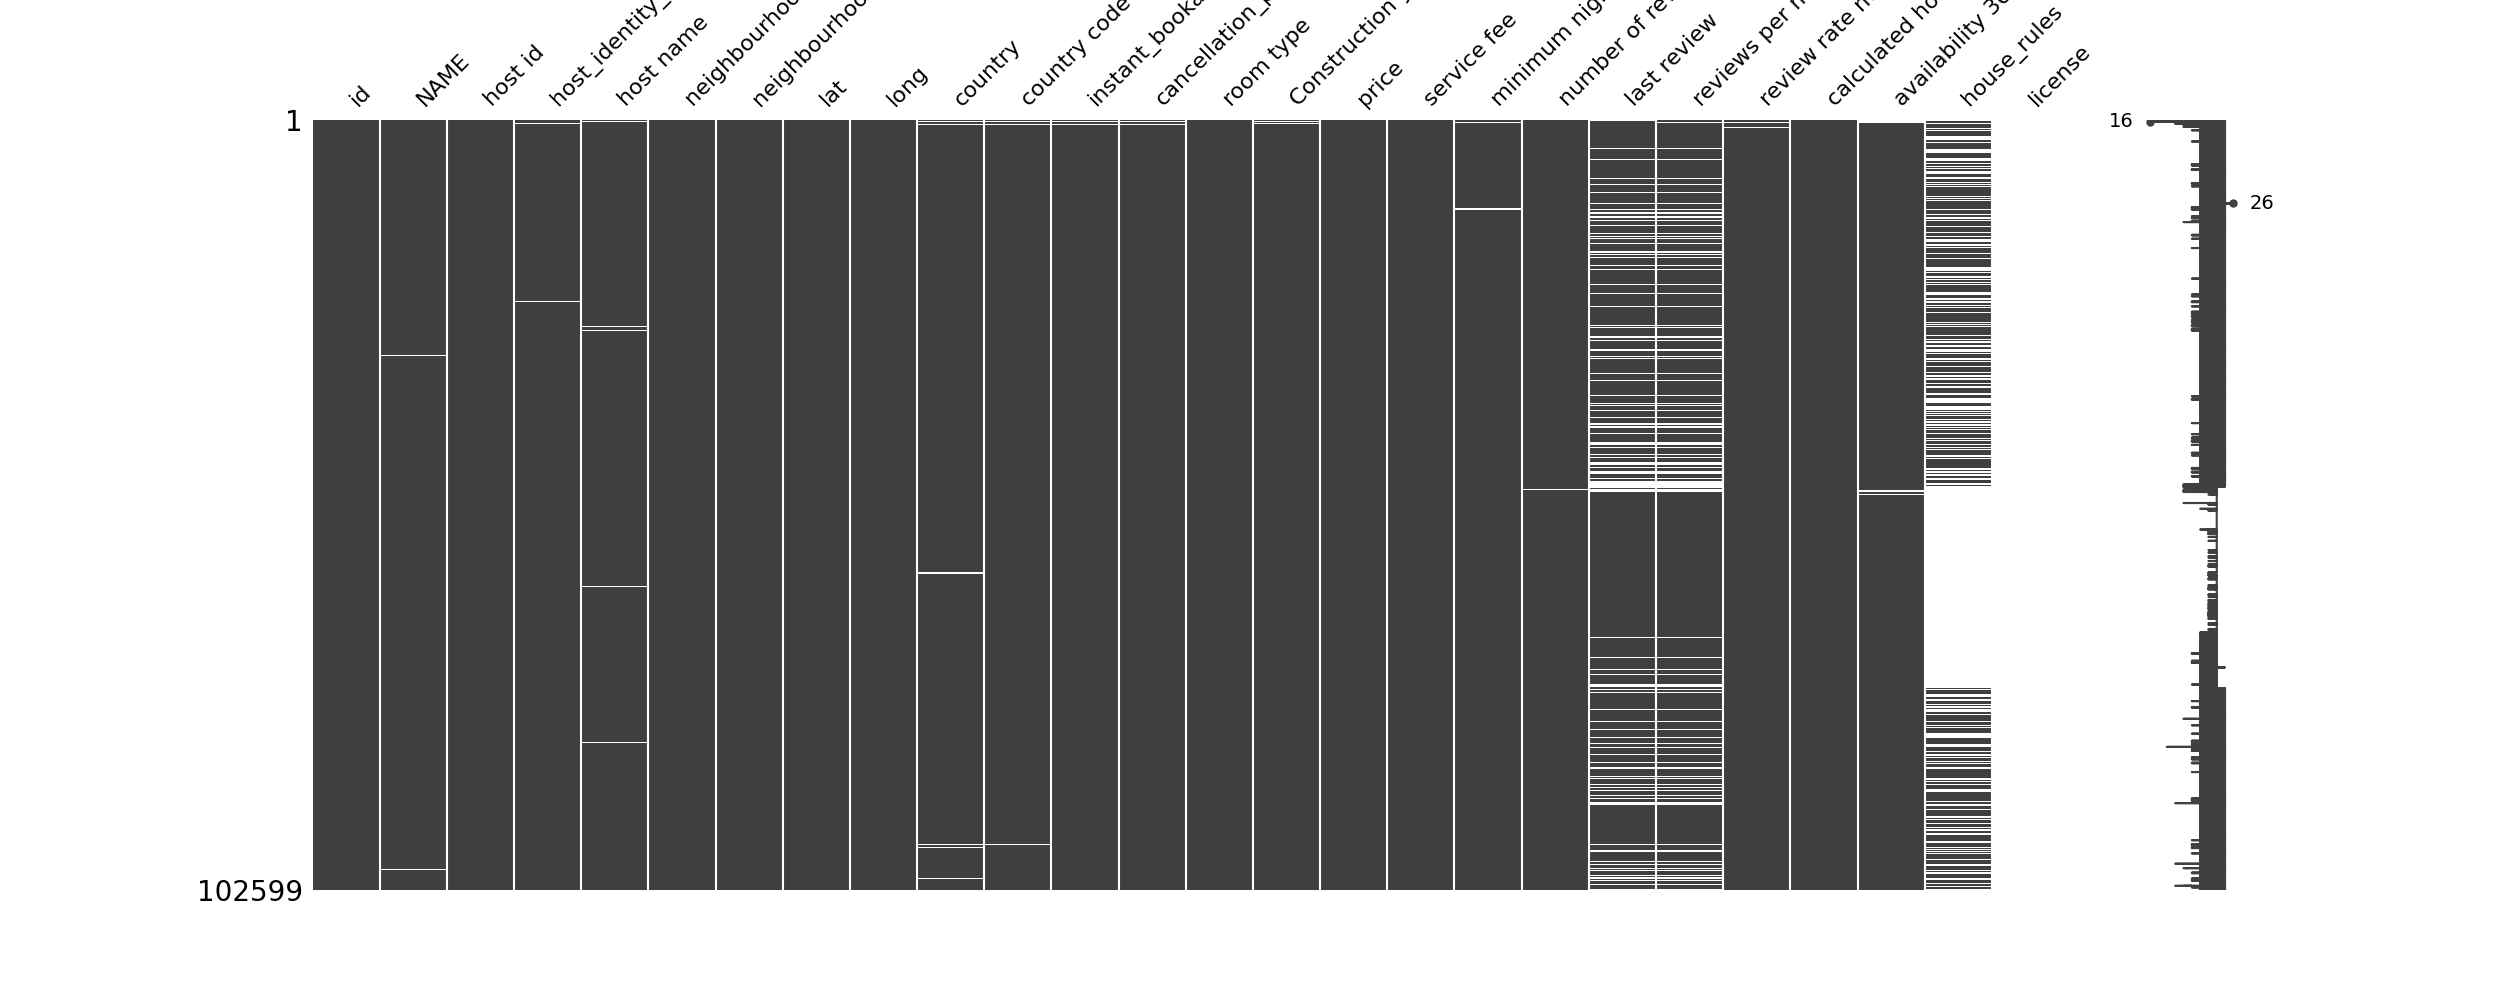 id
NAME
host id
host_identity_
host name
neighbourhoo
neighbourhoo
lat
long
country
country code
instant_booka
cancellation_
room type
Construction
price
service fee
minimum nig
number of re
last review
reviews per
review rate
calculated ho
availability 3
house_rules
license
1
102599
16
26